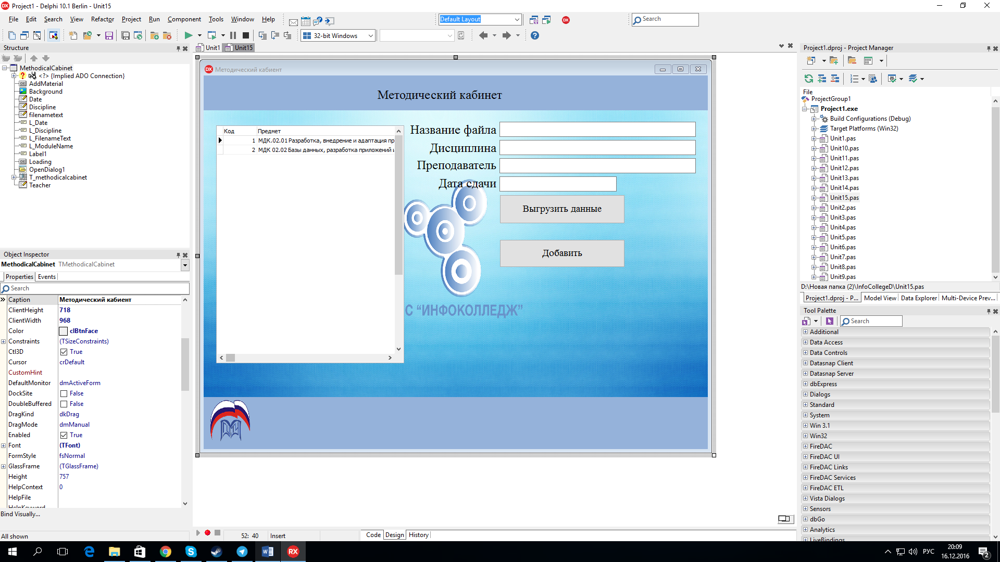 Project1 - Delphi 10.1 Berlin - Unit15
File Edit Search View Refactor Project Run Component Tools Window Help
Default Layout
Search
32-bit Windows
Structure
MethodicalCabinet
<?> {Implied ADO Connection}
AddMaterial
Background
Date
Discipline
filenametext
L_Date
L_Discipline
L_FilenameText
L_ModuleName
Label1
Loading
OpenDialog1
T_methodicalcabinet
Teacher
Object Inspector
MethodicalCabinet TMethodicalCabinet
Properties Events
Search
Caption Методический кабиент
ClientHeight 718
ClientWidth 968
Color clBtnFace
Constraints (TSizeConstraints)
Ctl3D True
Cursor crDefault
CustomHint
DefaultMonitor dmActiveForm
DockSite False
DoubleBuffered False
DragKind dkDrag
DragMode dmManual
Enabled True
Font (TFont)
FormStyle fsNormal
GlassFrame (TGlassFrame)
Height 757
HelpContext 0
HelpFile
HelpKeyword
Bind Visually...
All shown
Unit1 Unit15
Методический кабиент
Методический кабинет
Код Предмет
1 МДК.02.01 Разработка, внедрение и адаптация пр
2 МДК 02.02 Базы данных, разработка приложений и
Название файла
Дисциплина
Преподаватель
Дата сдачи
Выгрузить данные
Добавить
С “ИНФОКОЛЛЕДЖ”
52: 40 Insert
Code Design History
Project1.dproj - Project Manager
File
ProjectGroup1
Project1.exe
Build Configurations (Debug)
Target Platforms (Win32)
Unit1.pas
Unit10.pas
Unit11.pas
Unit12.pas
Unit13.pas
Unit14.pas
Unit15.pas
Unit2.pas
Unit3.pas
Unit4.pas
Unit5.pas
Unit6.pas
Unit7.pas
Unit8.pas
Unit9.pas
D:\Новая папка (2)\InfoCollegeD\Unit15.pas
Project1.dproj - P... Model View Data Explorer Multi-Device Prev...
Tool Palette
Search
Additional
Data Access
Data Controls
Datasnap Client
Datasnap Server
dbExpress
Dialogs
Standard
System
Win 3.1
Win32
FireDAC
FireDAC UI
FireDAC Links
FireDAC Services
FireDAC ETL
Vista Dialogs
Sensors
dbGo
Analytics
LiveBindings
РУС
20:09
16.12.2016
2